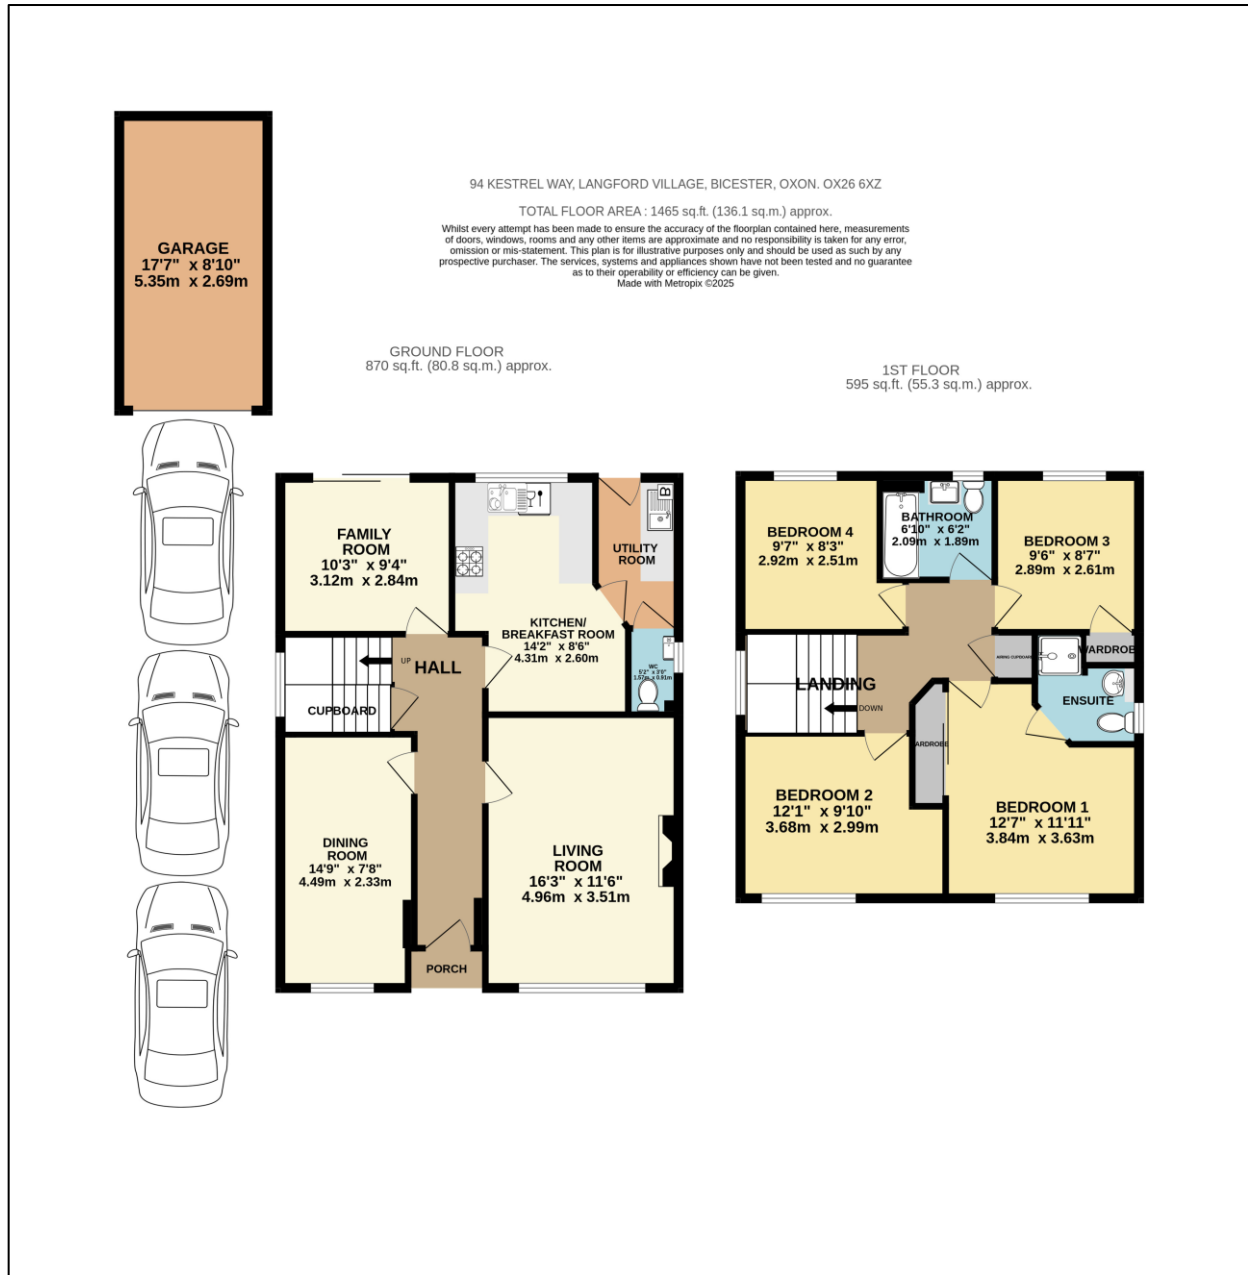 94 KESTREL WAY, LANGFORD VILLAGE, BICESTER, OXON. OX26 6XZ
TOTAL FLOOR AREA : 1465 sq.ft. (136.1 sq.m.) approx.
Whilst every attempt has been made to ensure the accuracy of the floorplan contained here, measurements
of doors, windows, rooms and any other items are approximate and no responsibility is taken for any error,
omission or mis-statement. This plan is for illustrative purposes only and should be used as such by any
prospective purchaser. The services, systems and appliances shown have not been tested and no guarantee
as to their operability or efficiency can be given.
Made with Metropix ©2025
GARAGE
17'7" x 8'10"
5.35m x 2.69m
GROUND FLOOR
870 sq.ft. (80.8 sq.m.) approx.
FAMILY
ROOM
10'3" x 9'4"
3.12m x 2.84m
B
UTILITY
ROOM
KITCHEN/
BREAKFAST ROOM
14'2" x 8'6"
4.31m x 2.60m
WC
5'2" x 3'0"
1.57m x 0.91m
UP
HALL
CUPBOARD
DINING
ROOM
14'9" x 7'8"
4.49m x 2.33m
LIVING
ROOM
16'3" x 11'6"
4.96m x 3.51m
PORCH
1ST FLOOR
595 sq.ft. (55.3 sq.m.) approx.
BEDROOM 4
9'7" x 8'3"
2.92m x 2.51m
BATHROOM
6'10" x 6'2"
2.09m x 1.89m
BEDROOM 3
9'6" x 8'7"
2.89m x 2.61m
WARDROBE
AIRING CUPBOARD
LANDING
DOWN
ENSUITE
WARDROBE
BEDROOM 2
12'1" x 9'10"
3.68m x 2.99m
BEDROOM 1
12'7" x 11'11"
3.84m x 3.63m